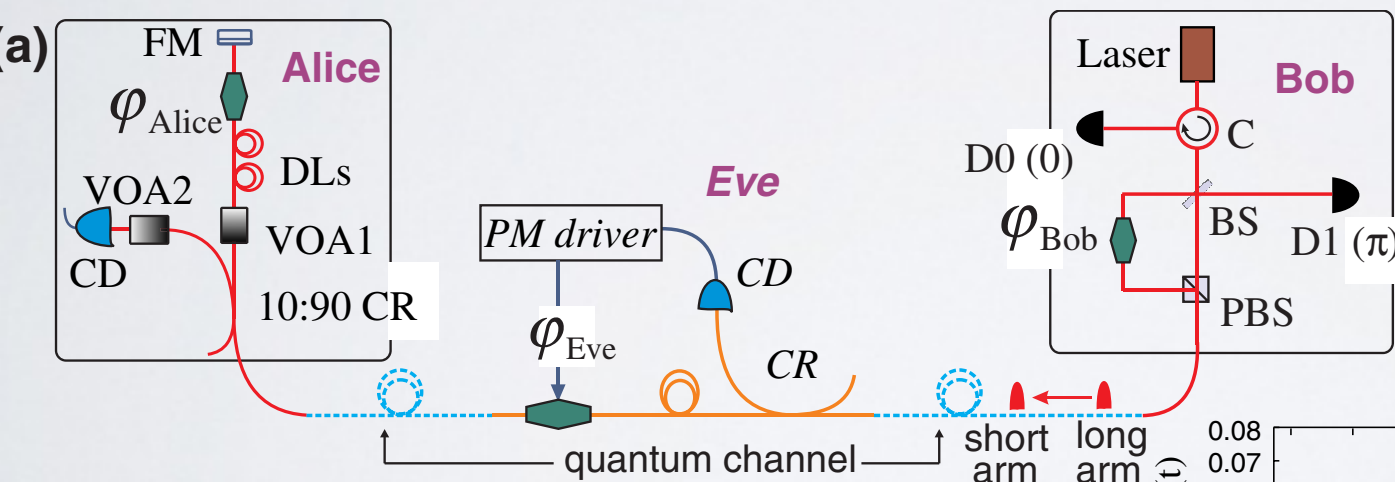 (a)
FM
Alice
φAlice
DLs
VOA2
VOA1
CD
10:90 CR
Eve
PM driver
CD
φEve
CR
quantum channel
short
arm
long
arm
Laser
Bob
C
D0 (0)
φBob
BS
D1 (π)
PBS
0.08
0.07
(t)